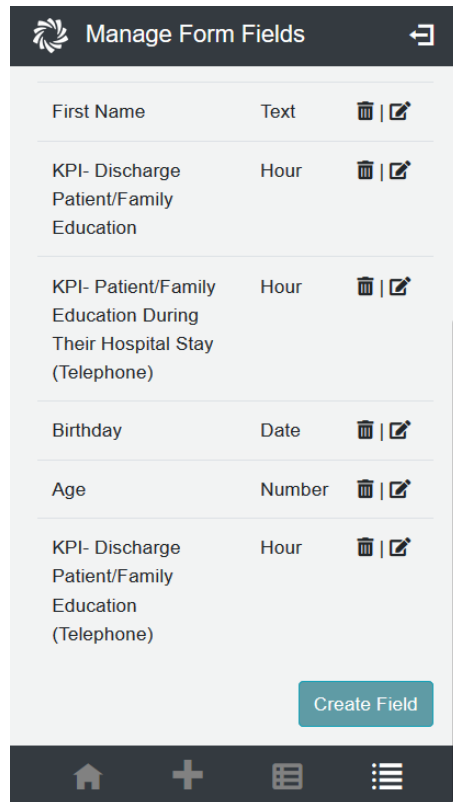 Manage Form Fields
First Name Text |
KPI- Discharge Hour |
Patient/Family
Education
KPI- Patient/Family Hour |
Education During
Their Hospital Stay
(Telephone)
Birthday Date |
Age Number |
KPI- Discharge Hour |
Patient/Family
Education
(Telephone)
Create Field